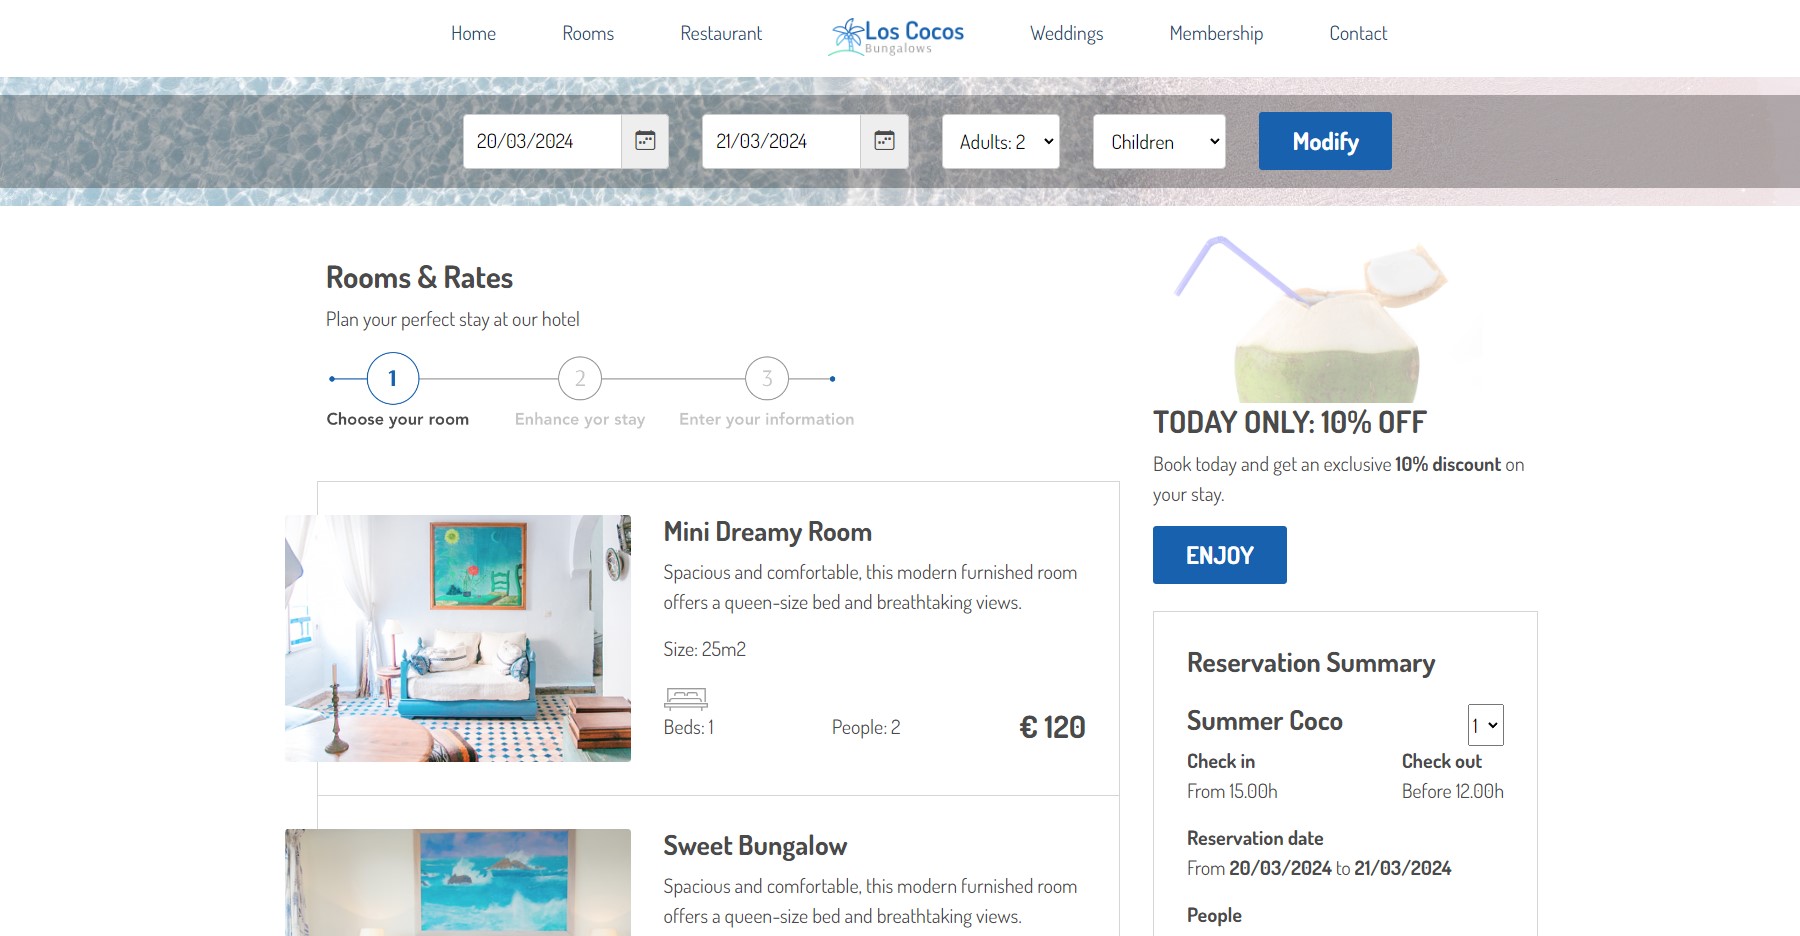 Home
Rooms
Restaurant
Los Cocos
Bungalows
Weddings
Membership
Contact
20/03/2024
21/03/2024
Adults: 2
Children
Modify
Rooms & Rates
Plan your perfect stay at our hotel
1
2
3
Choose your room
Enhance yor stay
Enter your information
TODAY ONLY: 10% OFF
Book today and get an exclusive 10% discount on
your stay.
ENJOY
Mini Dreamy Room
Spacious and comfortable, this modern furnished room
offers a queen-size bed and breathtaking views.
Size: 25m2
Beds: 1
People: 2
€ 120
Sweet Bungalow
Spacious and comfortable, this modern furnished room
offers a queen-size bed and breathtaking views.
Reservation Summary
Summer Coco
1
Check in
Check out
From 15.00h
Before 12.00h
Reservation date
From 20/03/2024 to 21/03/2024
People